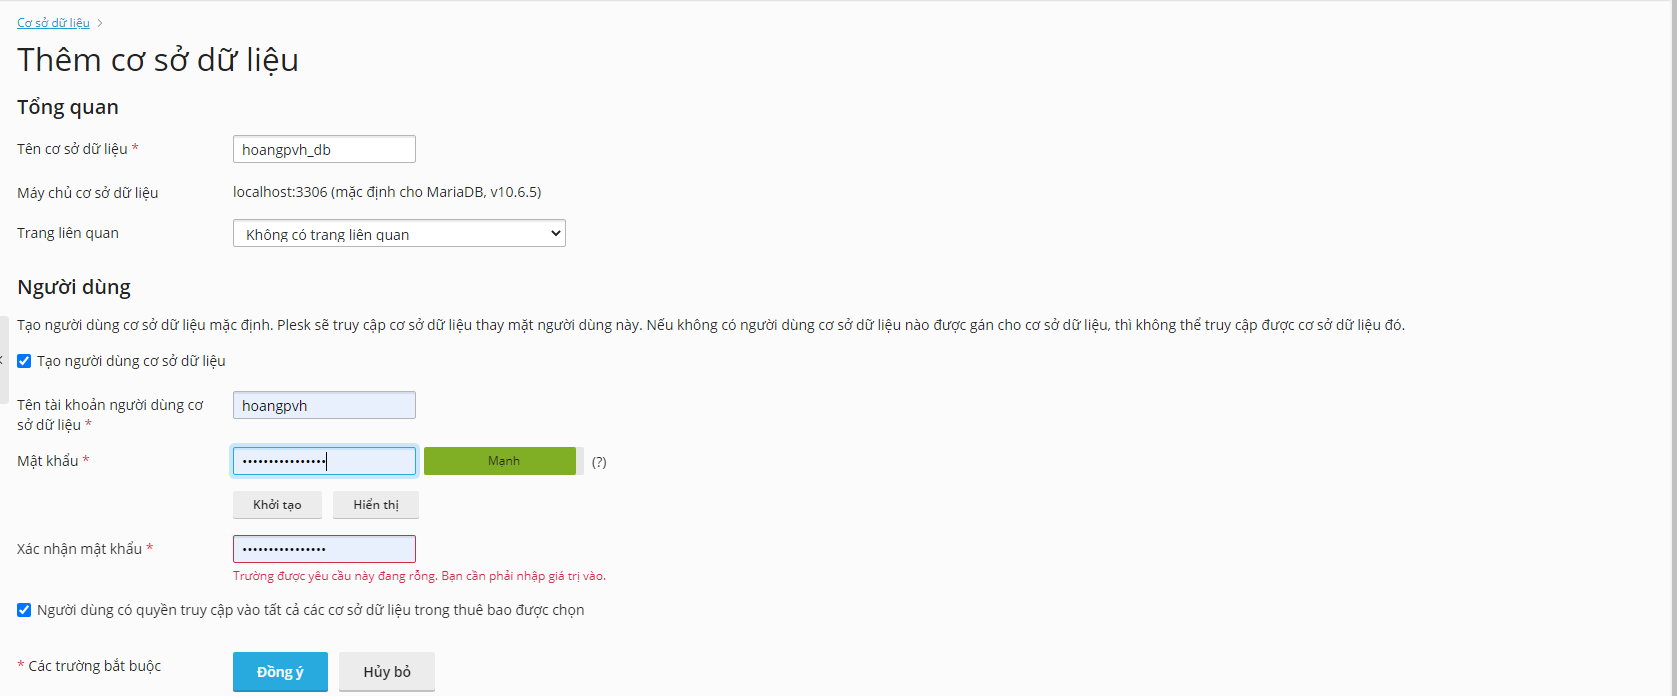 Cơ sở dữ liệu >
Thêm cơ sở dữ liệu
Tổng quan
Tên cơ sở dữ liệu *
hoangpvh_db
Máy chủ cơ sở dữ liệu
localhost:3306 (mặc định cho MariaDB, v10.6.5)
Trang liên quan
Không có trang liên quan
Người dùng
Tạo người dùng cơ sở dữ liệu mặc định. Plesk sẽ truy cập cơ sở dữ liệu thay mặt người dùng này. Nếu không có người dùng cơ sở dữ liệu nào được gán cho cơ sở dữ liệu, thì không thể truy cập được cơ sở dữ liệu đó.
Tạo người dùng cơ sở dữ liệu
Tên tài khoản người dùng cơ
sở dữ liệu *
hoangpvh
Mật khẩu *
••••••••••••••••
Mạnh
(?)
Khởi tạo
Hiển thị
Xác nhận mật khẩu *
••••••••••••••••
Trường được yêu cầu này đang rỗng. Bạn cần phải nhập giá trị vào.
Người dùng có quyền truy cập vào tất cả các cơ sở dữ liệu trong thuê bao được chọn
* Các trường bắt buộc
Đồng ý
Hủy bỏ